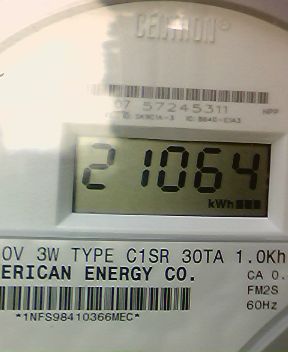 CENTRON®
07 57245311 NPP
21064
kWh
0V 3W TYPE C1SR 30TA 1.0Kh
ERICAN ENERGY CO.
CA 0.
FM2S
60Hz
*1NFS98410366MEC*